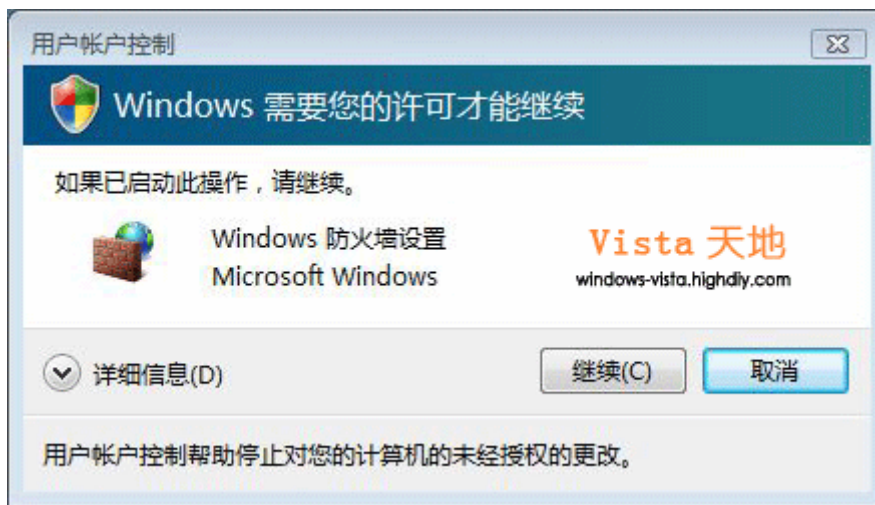 用户帐户控制
Windows 需要您的许可才能继续
如果已启动此操作，请继续。
Windows 防火墙设置
Microsoft Windows
Vista 天地
windows-vista.highdiy.com
详细信息(D)
继续(C)
取消
用户帐户控制帮助停止对您的计算机的未经授权的更改。